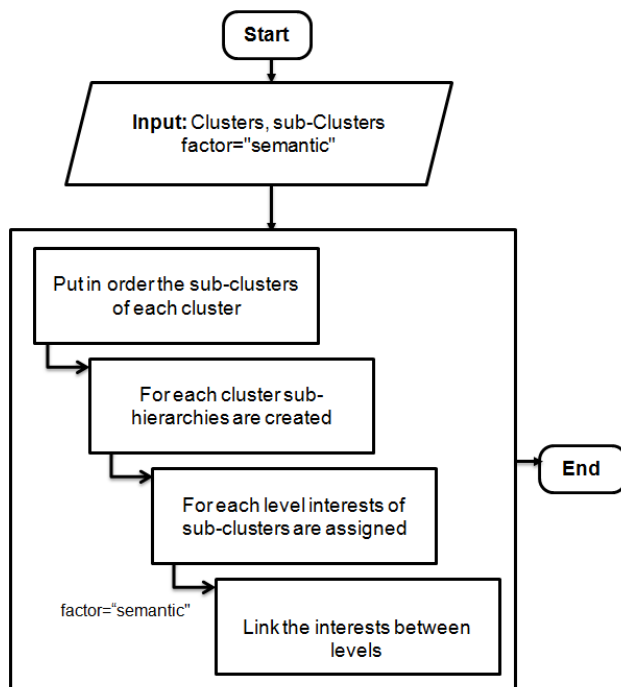 Start
Input: Clusters, sub-Clusters
factor="semantic"
Put in order the sub-clusters
of each cluster
For each cluster sub-
hierarchies are created
For each level interests of
sub-clusters are assigned
End
factor=“semantic"
Link the interests between
levels